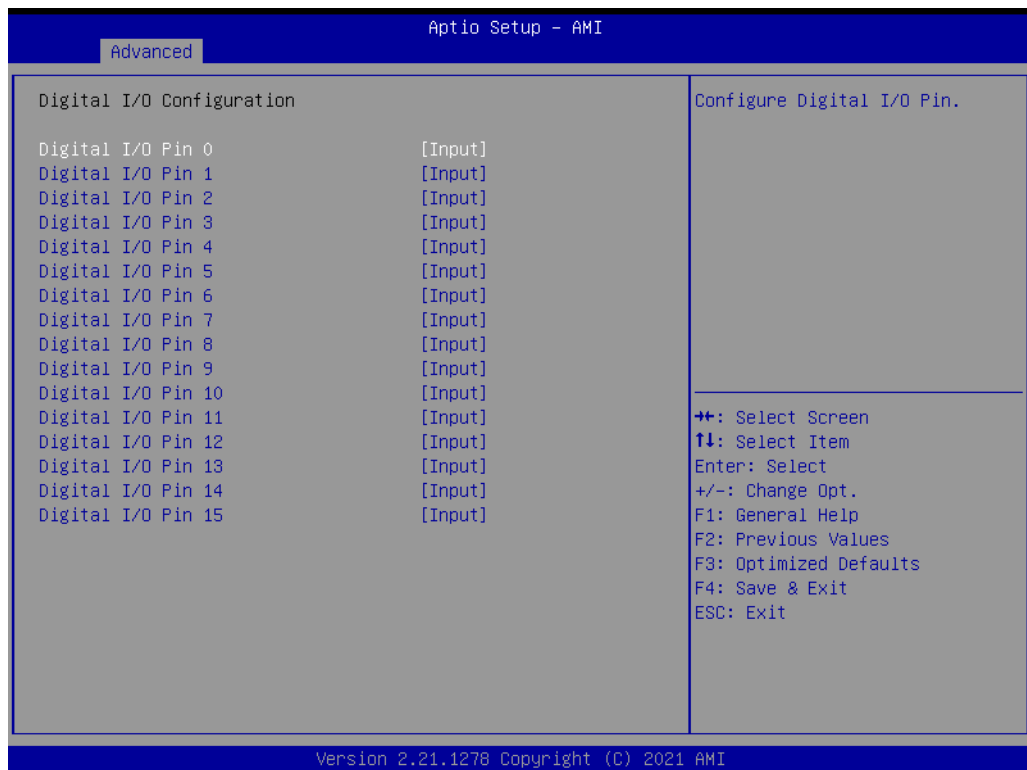 Aptio Setup – AMI
Advanced
Digital I/O Configuration
Digital I/O Pin 0 [Input]
Digital I/O Pin 1 [Input]
Digital I/O Pin 2 [Input]
Digital I/O Pin 3 [Input]
Digital I/O Pin 4 [Input]
Digital I/O Pin 5 [Input]
Digital I/O Pin 6 [Input]
Digital I/O Pin 7 [Input]
Digital I/O Pin 8 [Input]
Digital I/O Pin 9 [Input]
Digital I/O Pin 10 [Input]
Digital I/O Pin 11 [Input]
Digital I/O Pin 12 [Input]
Digital I/O Pin 13 [Input]
Digital I/O Pin 14 [Input]
Digital I/O Pin 15 [Input]
Configure Digital I/O Pin.
→←: Select Screen
↑↓: Select Item
Enter: Select
+/-: Change Opt.
F1: General Help
F2: Previous Values
F3: Optimized Defaults
F4: Save & Exit
ESC: Exit
Version 2.21.1278 Copyright (C) 2021 AMI